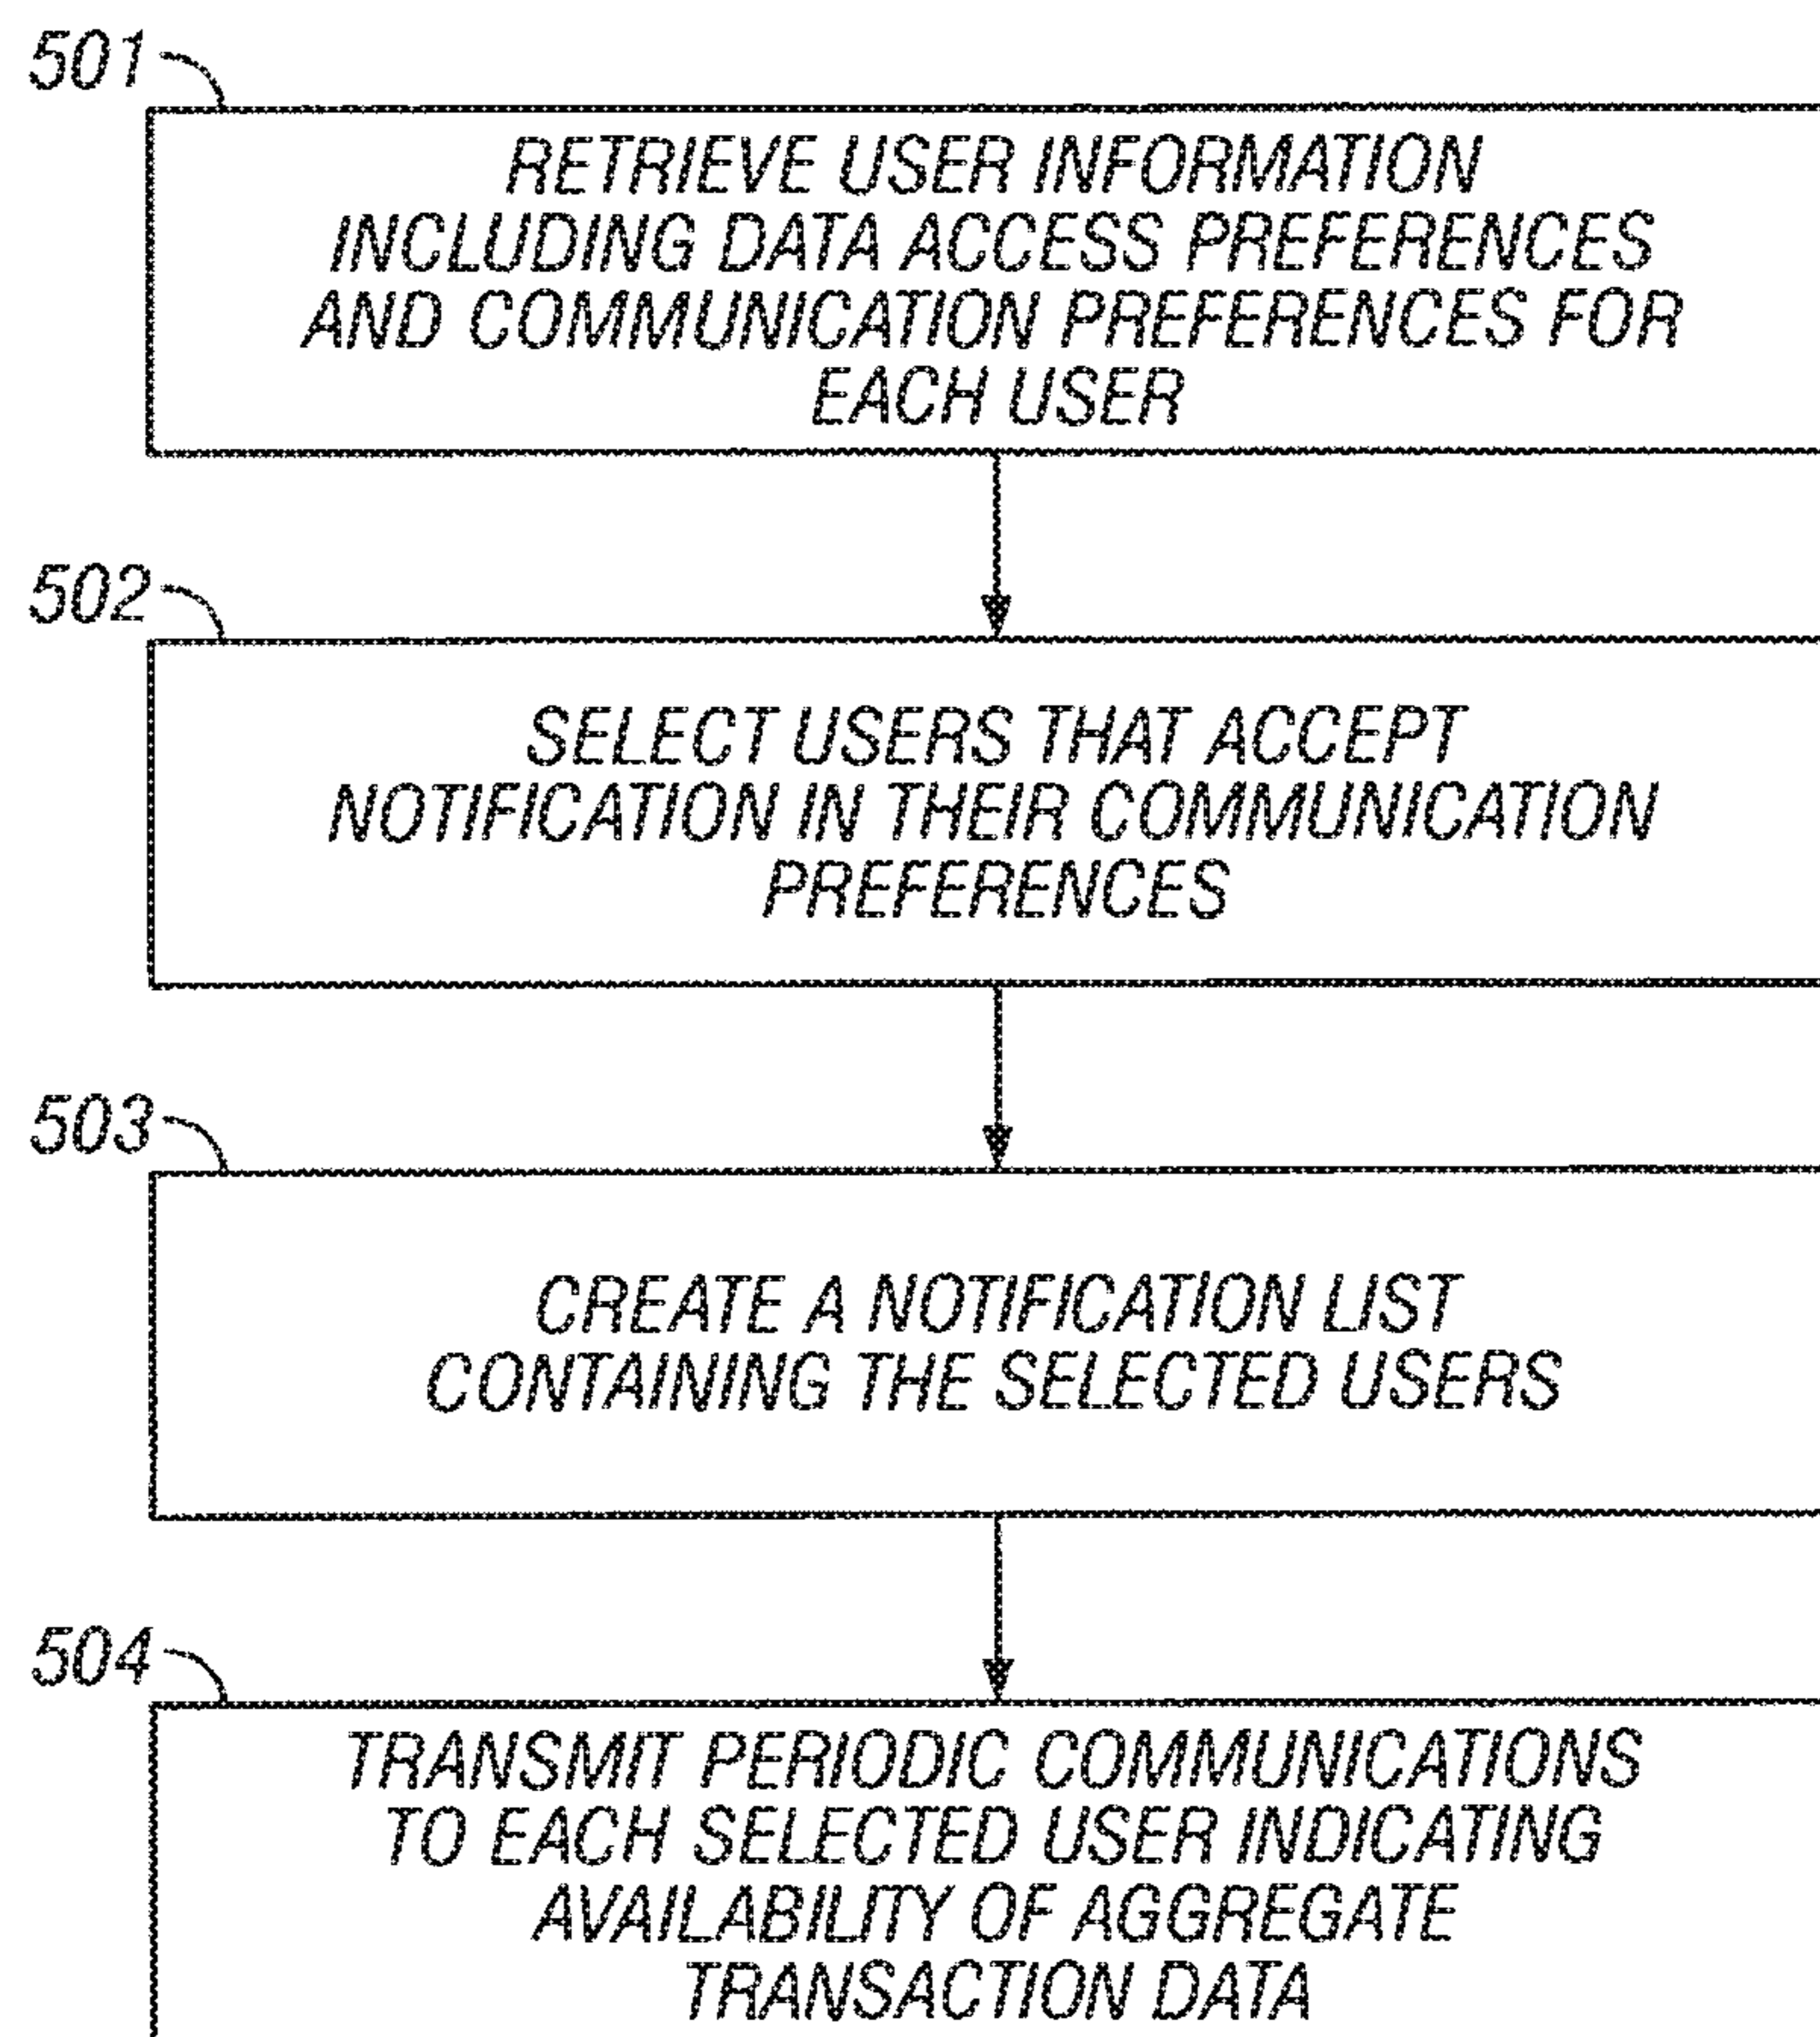 501
RETRIEVE USER INFORMATION
INCLUDING DATA ACCESS PREFERENCES
AND COMMUNICATION PREFERENCES FOR
EACH USER
502
SELECT USERS THAT ACCEPT
NOTIFICATION IN THEIR COMMUNICATION
PREFERENCES
503
CREATE A NOTIFICATION LIST
CONTAINING THE SELECTED USERS
504
TRANSMIT PERIODIC COMMUNICATIONS
TO EACH SELECTED USER INDICATING
AVAILABILITY OF AGGREGATE
TRANSACTION DATA